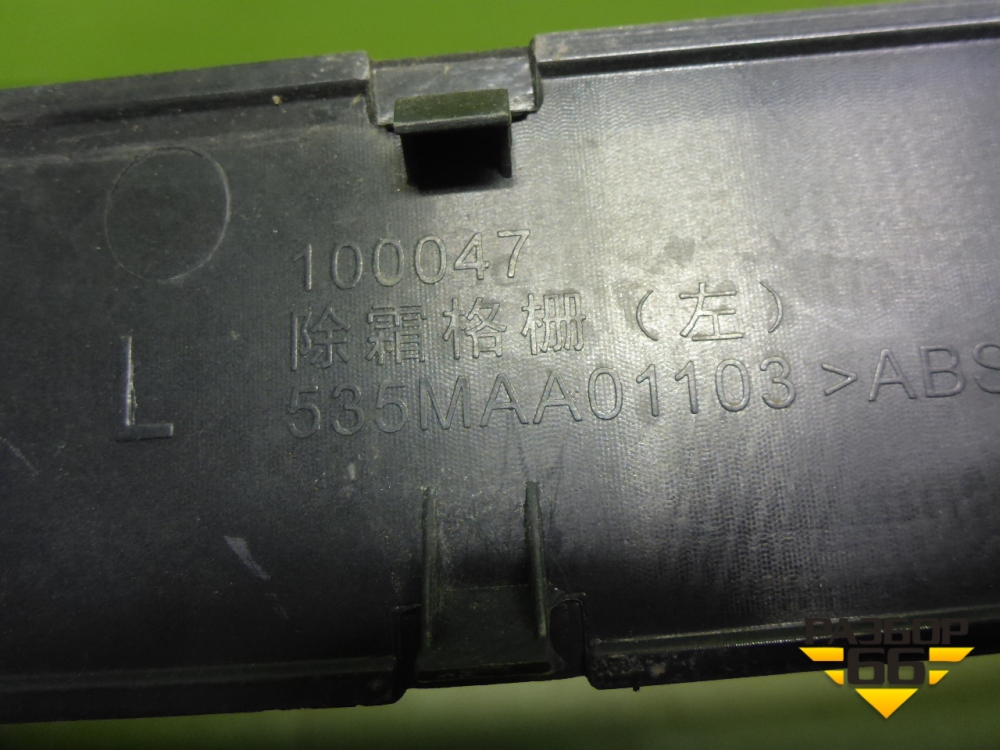 100047
除霜格栅（左）
L
535MAA01103 >ABS
РАЗБОР
66